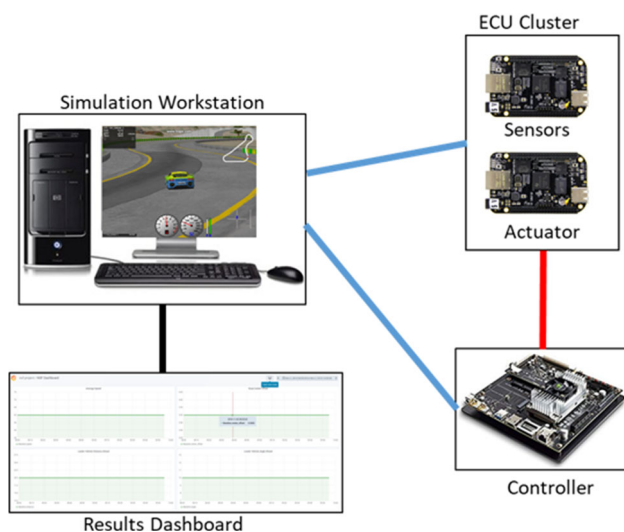 ECU Cluster
Simulation Workstation
Sensors
Actuator
Controller
Results Dashboard